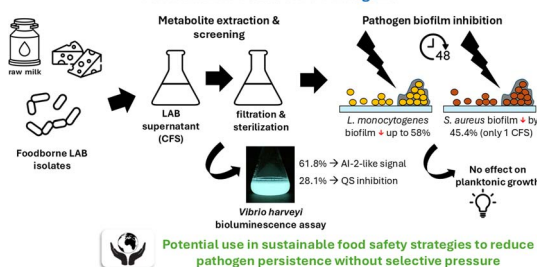 Metabolite extraction &
screening
Pathogen biofilm inhibition
raw milk
48
LAB
supernatant
(CFS)
filtration &
sterilization
L. monocytogenes
biofilm ↓ up to 58%
S. aureus biofilm ↓ by
45.4% (only 1 CFS)
Foodborne LAB
isolates
61.8% → AI-2-like signal
28.1% → QS inhibition
No effect on
planktonic growth
Vibrio harveyi
bioluminescence assay
Potential use in sustainable food safety strategies to reduce
pathogen persistence without selective pressure